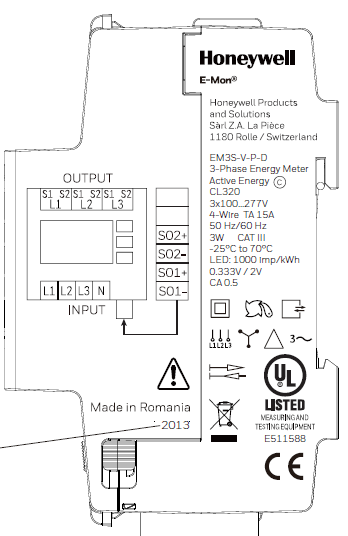 Honeywell
E-Mon®
Honeywell Products
and Solutions
Sàrl Z.A. La Pièce
1180 Rolle / Switzerland
EM3S-V-P-D
3-Phase Energy Meter
Active Energy Ⓒ
CL320
3x100...277V
4-Wire TA 15A
50 Hz/60 Hz
3W CAT III
-25°C to 70°C
LED: 1000 imp/kWh
0.333V / 2V
CA 0.5
OUTPUT
S1 S2 S1 S2 S1 S2
L1 L2 L3
SO2+
SO2-
SO1+
SO1-
L1 L2 L3 N
INPUT
L1 L2 L3
3~
UL
LISTED
MEASURING AND
TESTING EQUIPMENT
E511588
CE
Made in Romania
2013